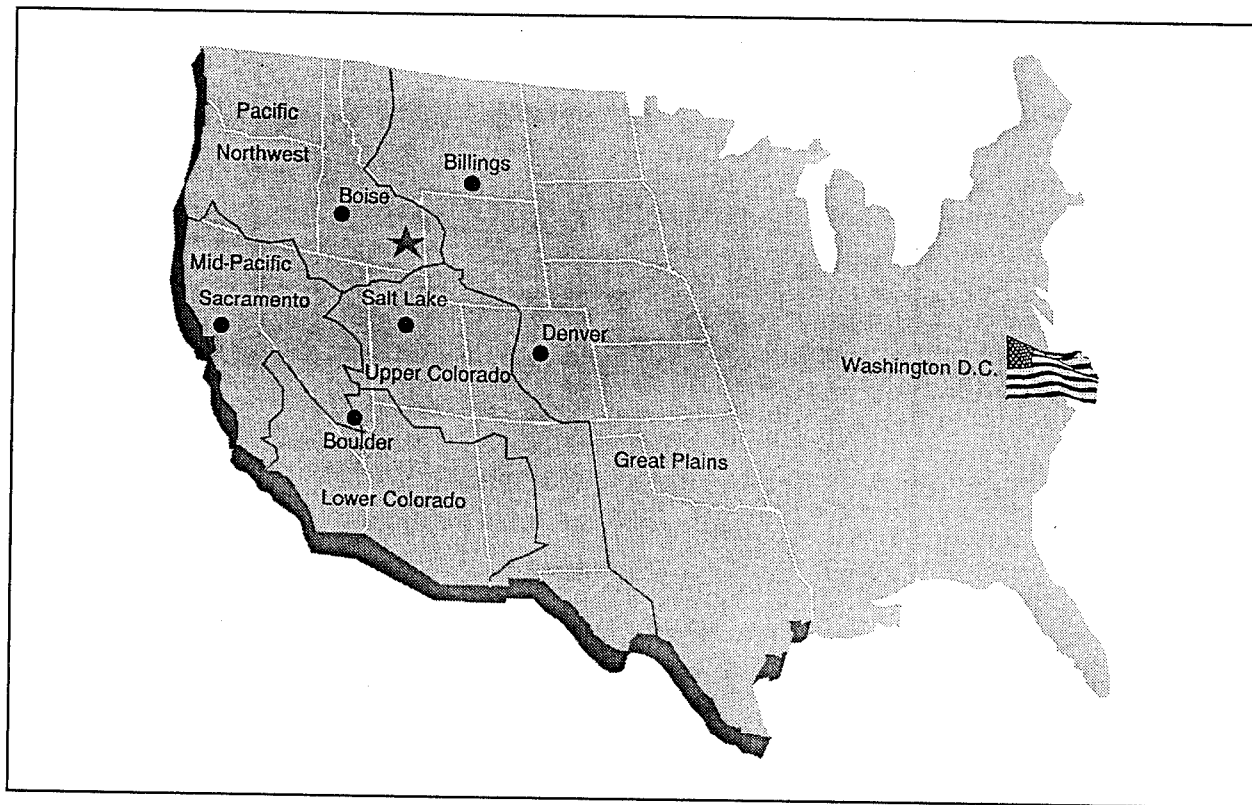 Pacific
Northwest
Billings
Boise
Mid-Pacific
Sacramento
Salt Lake
Denver
Washington D.C.
Upper Colorado
Boulder
Great Plains
Lower Colorado